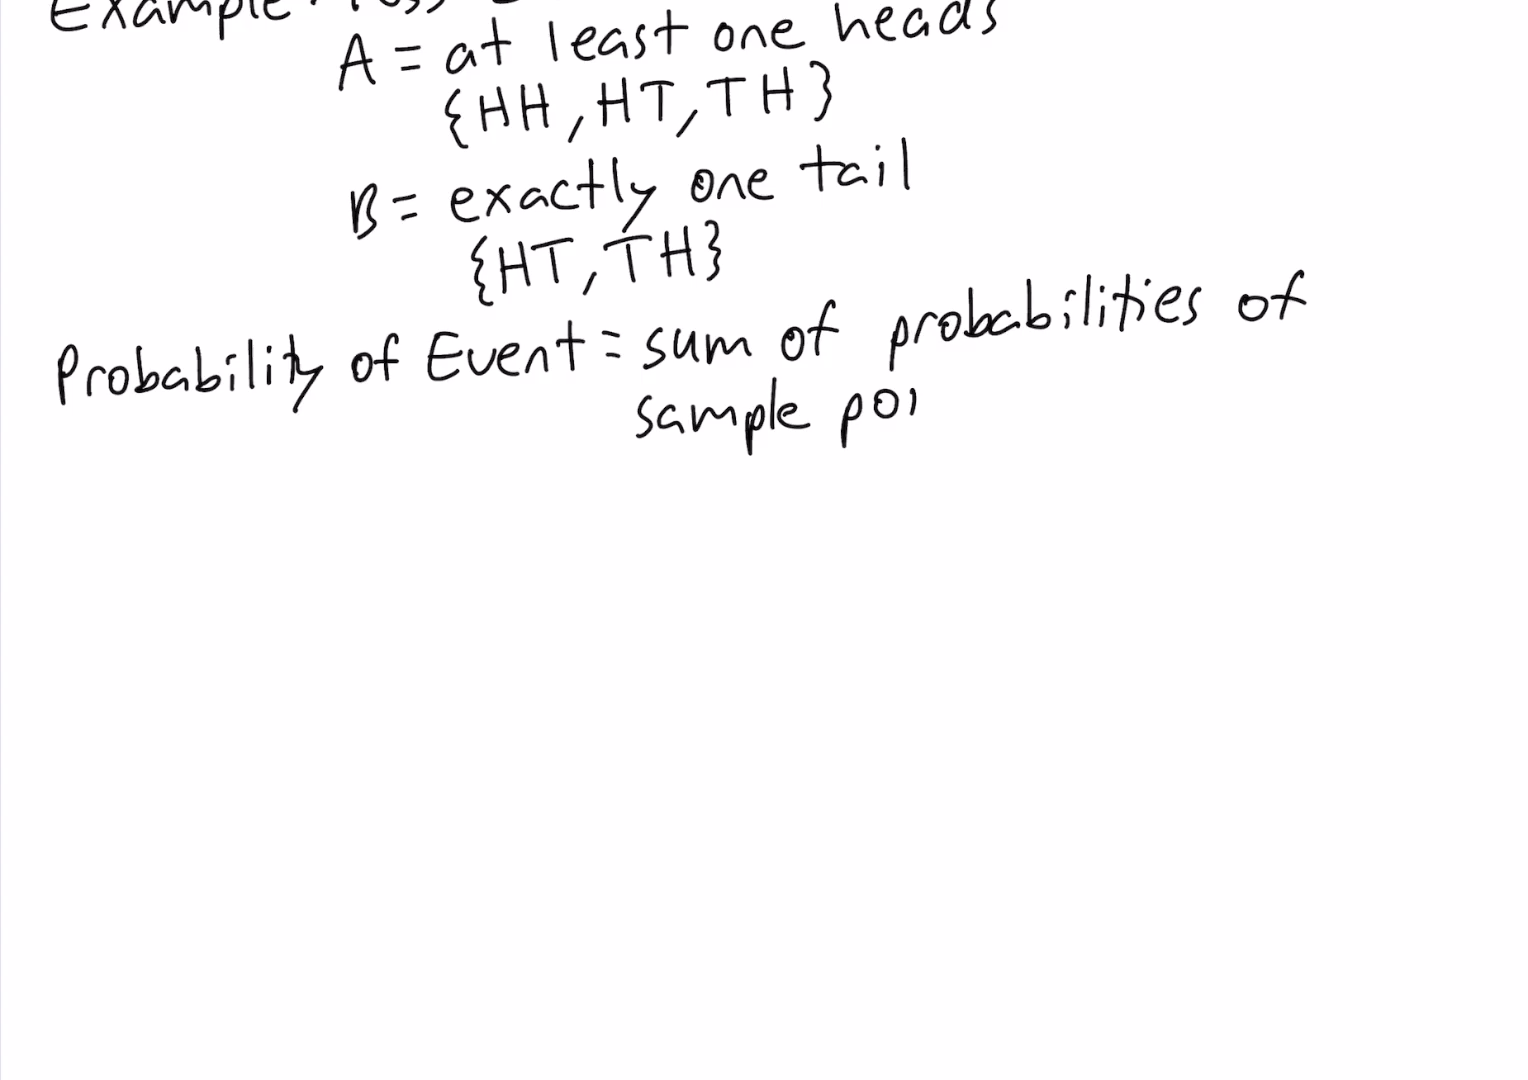 Example:
A = at least one heads
{HH, HT, TH}
B = exactly one tail
{HT, TH}
Probability of Event = sum of probabilities of
sample poi